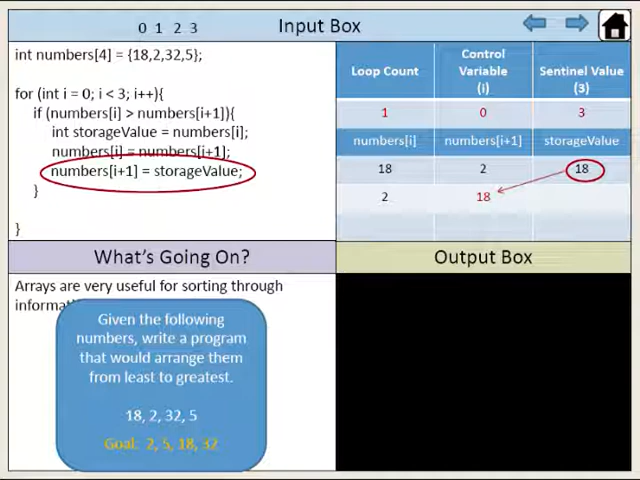 0 1 2 3
Input Box
int numbers[4] = {18,2,32,5};
for (int i = 0; i < 3; i++){
if (numbers[i] > numbers[i+1]){
int storageValue = numbers[i];
numbers[i] = numbers[i+1];
numbers[i+1] = storageValue;
}
}
Loop Count
Control Variable (i)
Sentinel Value (3)
1 0 3
numbers[i] numbers[i+1] storageValue
18 2 18
2 18
What's Going On?
Arrays are very useful for sorting through
Given the following
numbers, write a program
that would arrange them
from least to greatest.
18, 2, 32, 5
Goal: 2, 5, 18, 32
Output Box